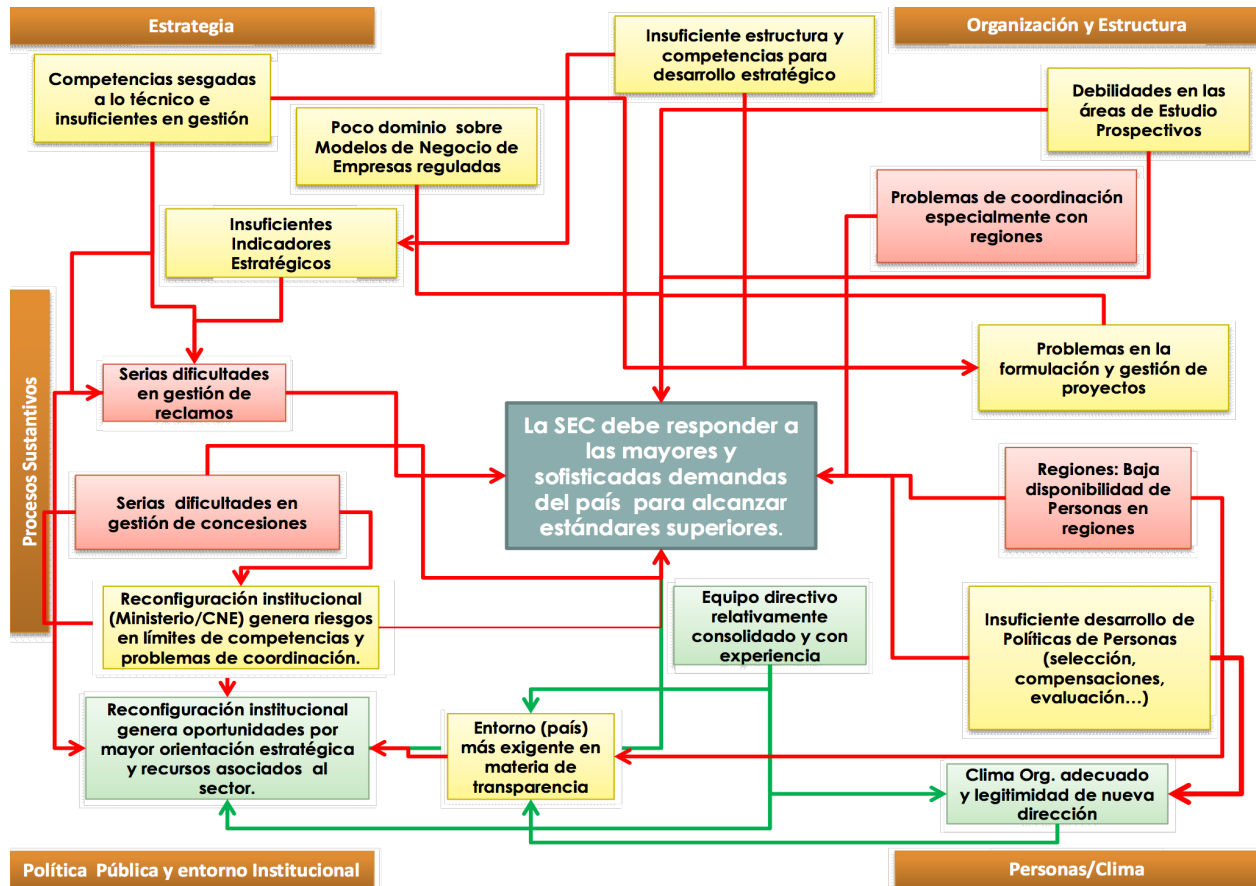 Estrategia
Organización y Estructura
Insuficiente estructura y
competencias para
desarrollo estratégico
Competencias sesgadas
a lo técnico e
insuficientes en gestión
Debilidades en las
áreas de Estudio
Prospectivos
Poco dominio sobre
Modelos de Negocio de
Empresas reguladas
Problemas de coordinación
especialmente con
regiones
Insuficientes
Indicadores
Estratégicos
Procesos Sustantivos
Problemas en la
formulación y gestión de
proyectos
Serias dificultades
en gestión de
reclamos
La SEC debe responder a
las mayores y
sofisticadas demandas
del país para alcanzar
estándares superiores.
Regiones: Baja
disponibilidad de
Personas en
regiones
Serias dificultades en
gestión de concesiones
Reconfiguración institucional
(Ministerio/CNE) genera riesgos
en límites de competencias y
problemas de coordinación.
Equipo directivo
relativamente
consolidado y con
experiencia
Insuficiente desarrollo de
Políticas de Personas
(selección,
compensaciones,
evaluación…)
Reconfiguración institucional
genera oportunidades por
mayor orientación estratégica
y recursos asociados al
sector.
Entorno (país)
más exigente en
materia de
transparencia
Clima Org. adecuado
y legitimidad de nueva
dirección
Política Pública y entorno Institucional
Personas/Clima